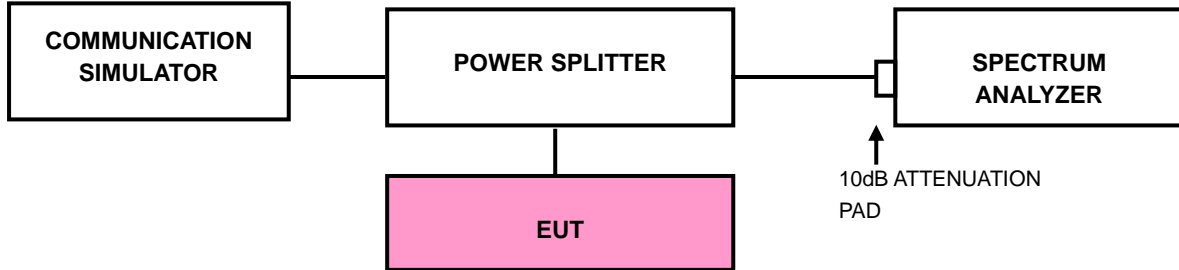 COMMUNICATION
SIMULATOR
POWER SPLITTER
SPECTRUM
ANALYZER
10dB ATTENUATION
PAD
EUT